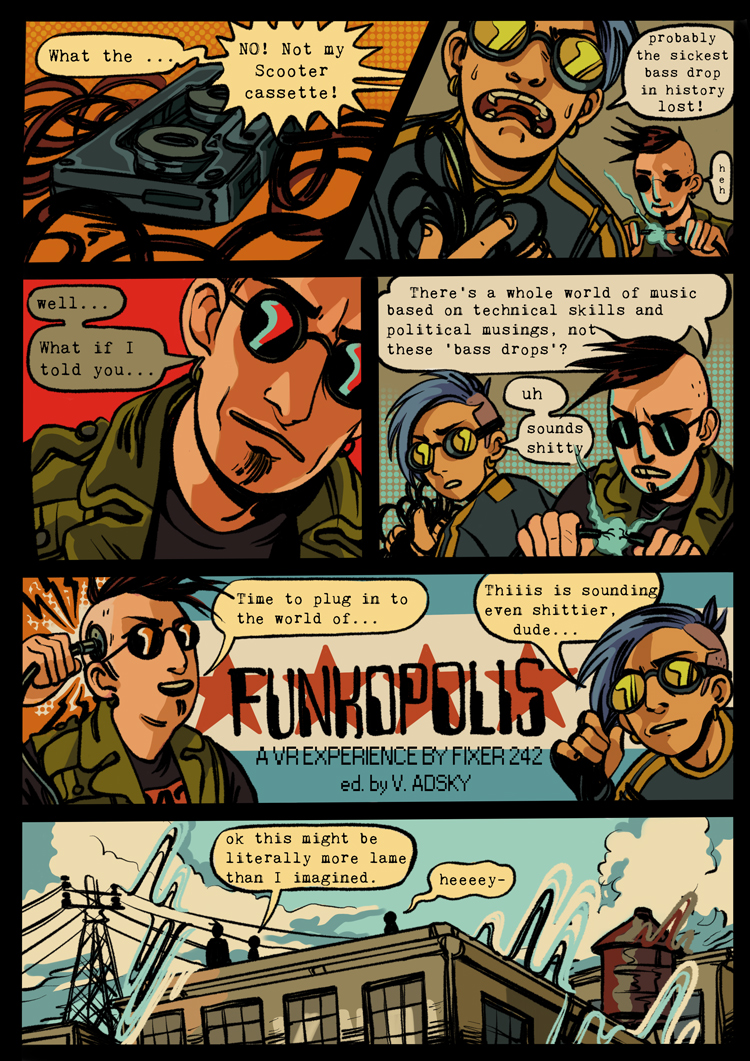 What the ...
NO! Not my
Scooter
cassette!
probably
the sickest
bass drop
in history
lost!
heh
well...
What if I
told you...
There's a whole world of music
based on technical skills and
political musings, not
these 'bass drops'?
uh
sounds
shitty
Time to plug in to
the world of...
Thiiis is sounding
even shittier,
dude...
FUNKOPOLIS
A VR EXPERIENCE BY FIXER 242
ed. by V. ADSKY
ok this might be
literally more lame
than I imagined.
heeeey-